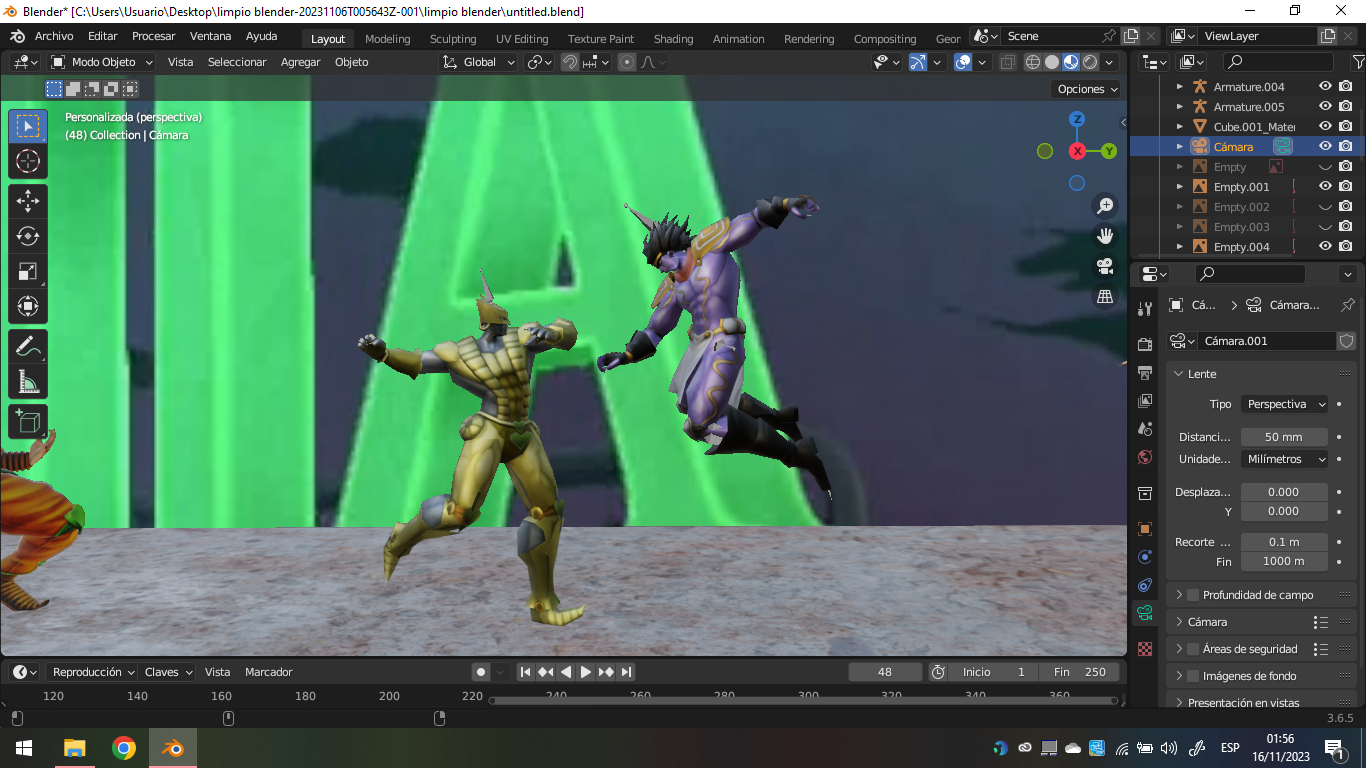 Blender* [C:\Users\Usuario\Desktop\limpio blender-20231106T005643Z-001\limpio blender\untitled.blend]
Archivo Editar Procesar Ventana Ayuda Layout Modeling Sculpting UV Editing Texture Paint Shading Animation Rendering Compositing Geor Scene ViewLayer
Modo Objeto Vista Seleccionar Agregar Objeto Global
Opciones
Personalizada (perspectiva)
(48) Collection | Cámara
Z
X
Y
Armature.004
Armature.005
Cube.001_Mater
Cámara
Empty
Empty.001
Empty.002
Empty.003
Empty.004
Cá... Cámara...
Cámara.001
Lente
Tipo Perspectiva
Distanci... 50 mm
Unidade... Milímetros
Desplaza... 0.000
Y 0.000
Recorte ... 0.1 m
Fin 1000 m
Profundidad de campo
Cámara
Áreas de seguridad
Imágenes de fondo
Presentación en vistas
Reproducción Claves Vista Marcador 48 Inicio 1 Fin 250
120 140 160 180 200 220 240 260 280 300 320 340 360
3.6.5
ESP
01:56
16/11/2023
1